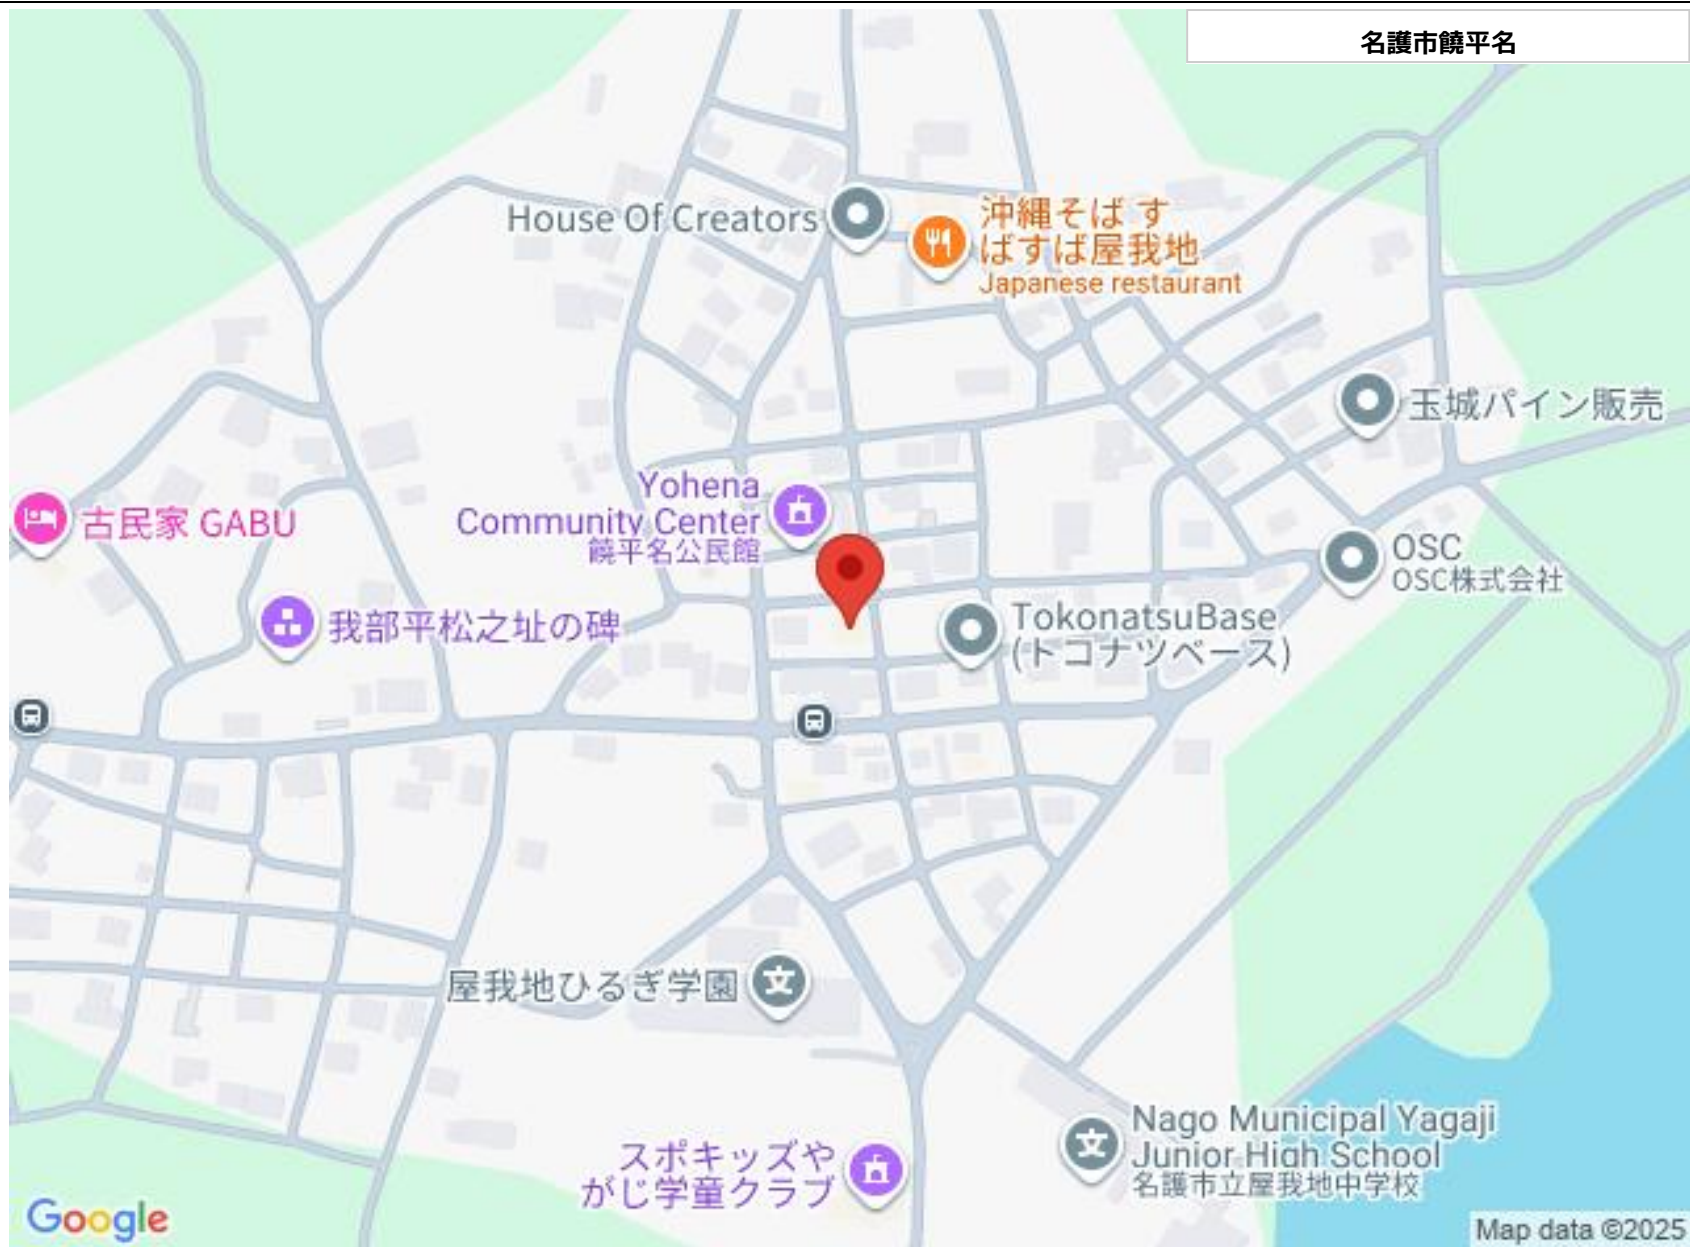 名護市饒平名
House Of Creators
沖縄そば す
ばすば屋我地
Japanese restaurant
玉城パイン販売
Yohena
Community Center
饒平名公民館
古民家 GABU
OSC
OSC株式会社
我部平松之址の碑
TokonatsuBase
(トコナツベース)
屋我地ひるぎ学園
文
Nago Municipal Yagaji
Junior High School
名護市立屋我地中学校
文
スポキッズや
がじ学童クラブ
Google
Map data ©2025